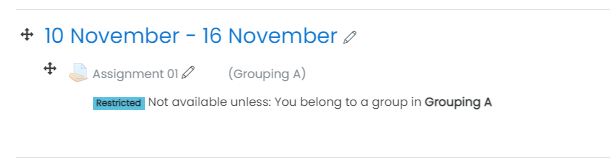 10 November - 16 November
Assignment 01 (Grouping A)
Restricted Not available unless: You belong to a group in Grouping A